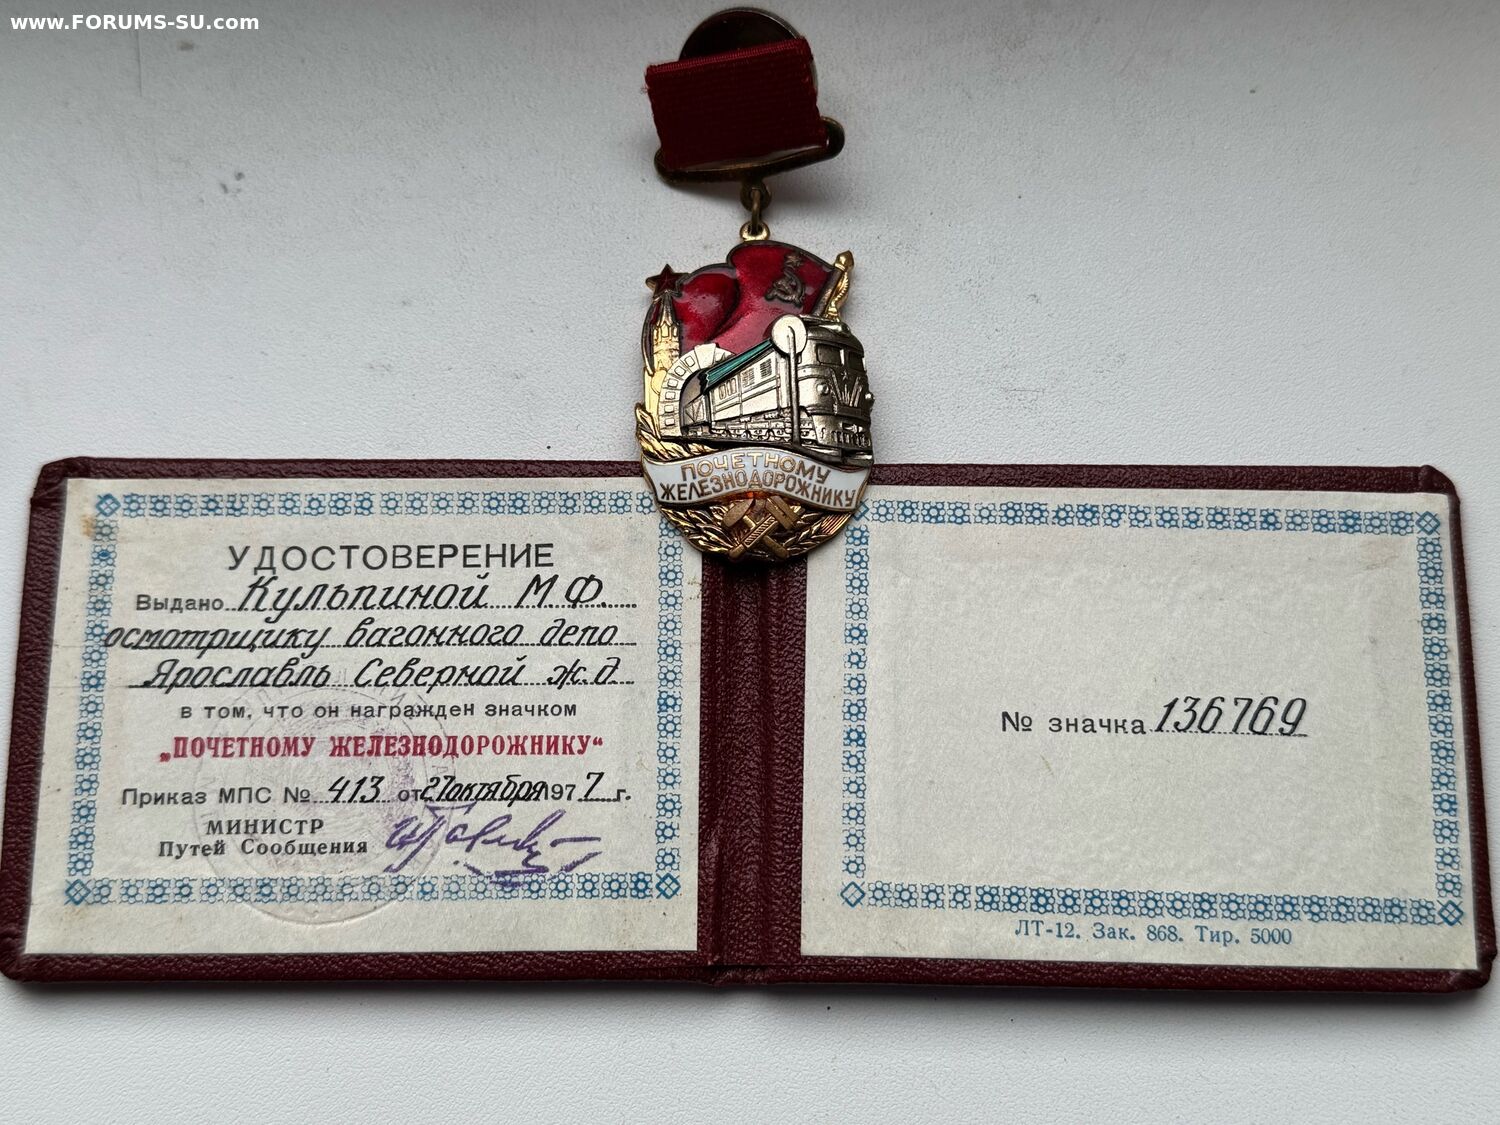 www.FORUMS-SU.com
ПОЧЕТНОМУ
ЖЕЛЕЗНОДОРОЖНИКУ
УДОСТОВЕРЕНИЕ
Выдано Кульпиной М.Ф.
осмотрщику вагонного депо
Ярославль Северной ж.д.
в том, что он награжден значком
„ПОЧЕТНОМУ ЖЕЛЕЗНОДОРОЖНИКУ“
Приказ МПС № 413 от 27 октября 1977 г.
МИНИСТР
Путей Сообщения
№ значка 136769
ЛТ-12. Зак. 868. Тир. 5000